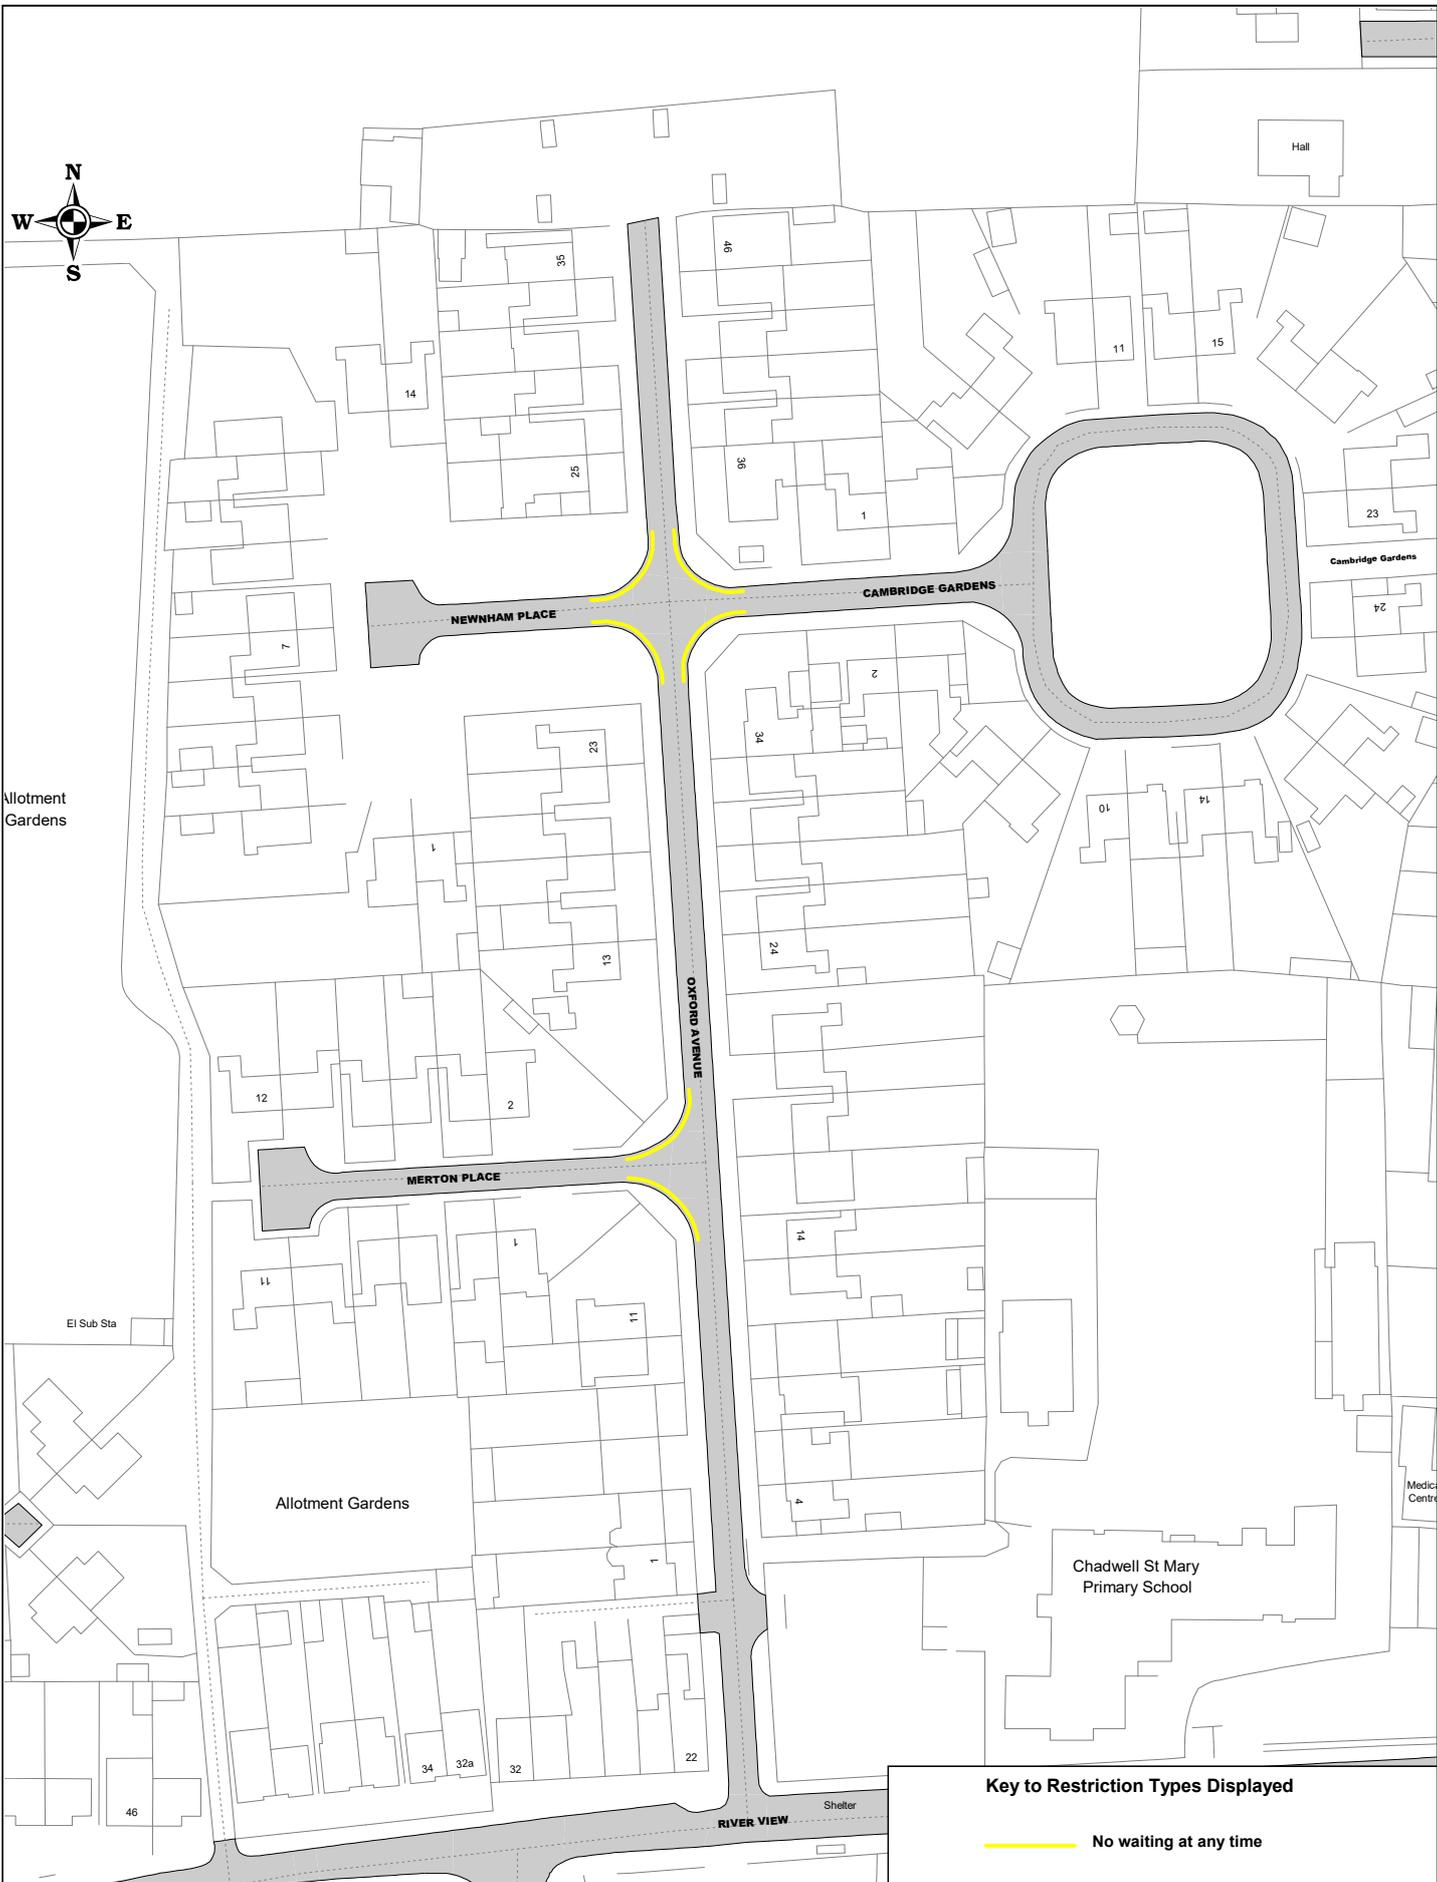 N
W E
S
Hall
46
35
11
15
14
36
25
1
23
Cambridge Gardens
CAMBRIDGE GARDENS
NEWNHAM PLACE
24
7
2
34
23
Allotment
Gardens
10
14
1
24
13
OXFORD AVENUE
12
2
MERTON PLACE
14
1
11
11
El Sub Sta
Allotment Gardens
4
Medica
Centre
1
Chadwell St Mary
Primary School
34
32a
32
22
46
Shelter
RIVER VIEW
Key to Restriction Types Displayed
No waiting at any time